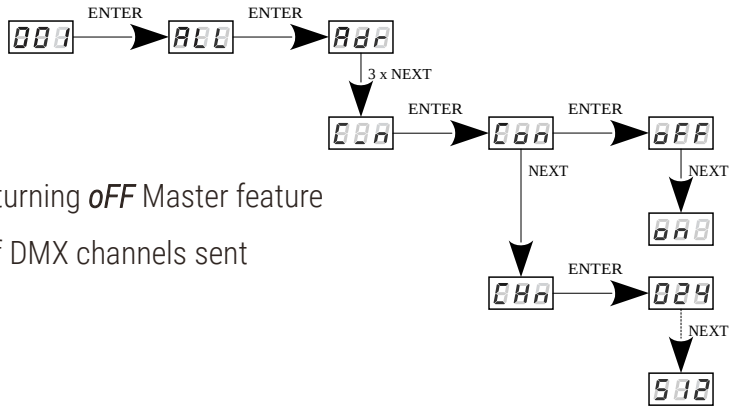 ENTER ENTER
001 ALL Adr
3 x NEXT
ENTER ENTER
C_n Con oFF
NEXT NEXT
turning oFF Master feature
on
f DMX channels sent
ENTER
CHn 024
NEXT
512